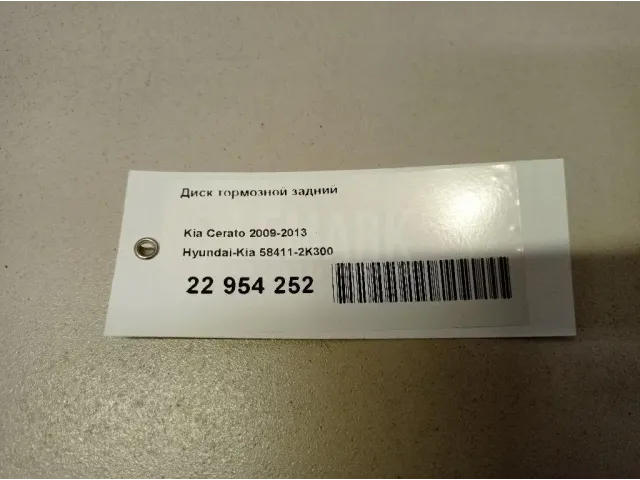 Диск тормозной задний
Kia Cerato 2009-2013
Hyundai-Kia 58411-2K300
22 954 252